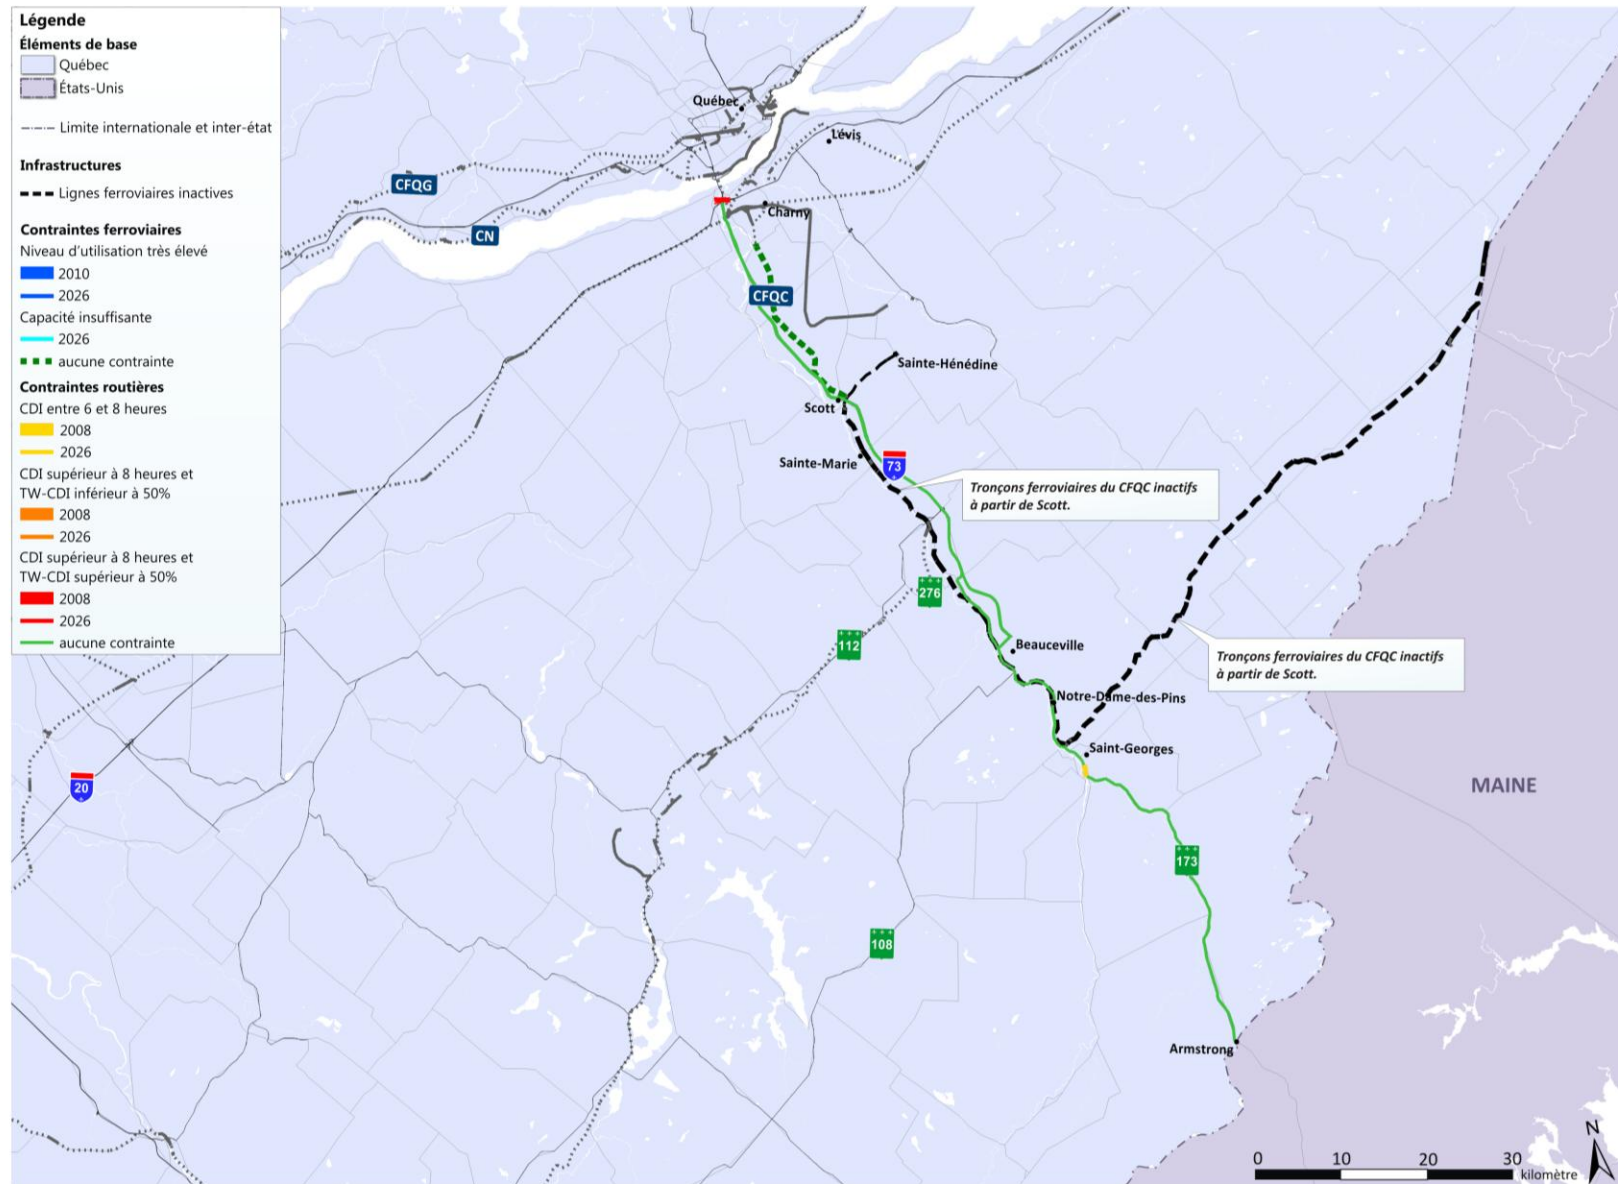 Légende
Éléments de base
Québec
États-Unis
Limite internationale et inter-état
Infrastructures
Lignes ferroviaires inactives
Contraintes ferroviaires
Niveau d'utilisation très élevé
2010
2026
Capacité insuffisante
2026
aucune contrainte
Contraintes routières
CDI entre 6 et 8 heures
2008
2026
CDI supérieur à 8 heures et
TW-CDI inférieur à 50%
2008
2026
CDI supérieur à 8 heures et
TW-CDI supérieur à 50%
2008
2026
aucune contrainte
Québec
Lévis
CFQG
Charny
CN
CFQC
Sainte-Hénédine
Scott
Sainte-Marie
73
Tronçons ferroviaires du CFQC inactifs
à partir de Scott.
276
112
Beauceville
Tronçons ferroviaires du CFQC inactifs
à partir de Scott.
Notre-Dame-des-Pins
Saint-Georges
20
MAINE
173
108
Armstrong
N
0 10 20 30
kilomètre